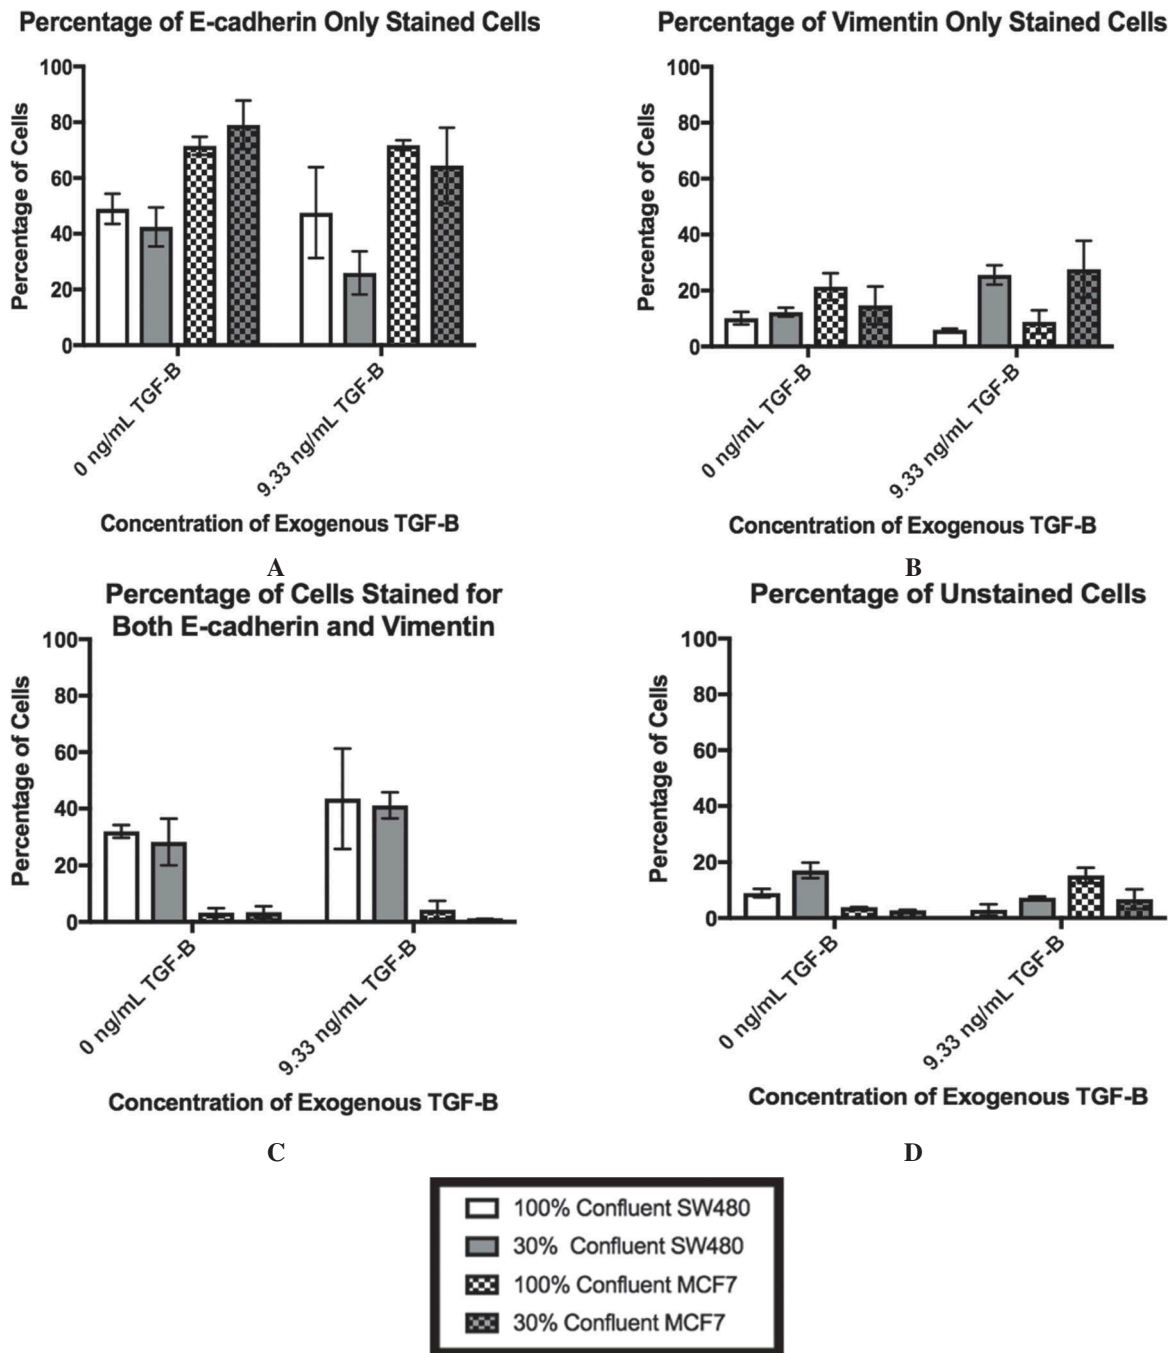 Percentage of E-cadherin Only Stained Cells
100
80
60
40
20
0
Percentage of Cells
0 ng/mL TGF-B
9.33 ng/mL TGF-B
Concentration of Exogenous TGF-B
A
Percentage of Vimentin Only Stained Cells
100
80
60
40
20
0
Percentage of Cells
0 ng/mL TGF-B
9.33 ng/mL TGF-B
Concentration of Exogenous TGF-B
B
Percentage of Cells Stained for
Both E-cadherin and Vimentin
100
80
60
40
20
0
Percentage of Cells
0 ng/mL TGF-B
9.33 ng/mL TGF-B
Concentration of Exogenous TGF-B
C
Percentage of Unstained Cells
100
80
60
40
20
0
Percentage of Cells
0 ng/mL TGF-B
9.33 ng/mL TGF-B
Concentration of Exogenous TGF-B
D
100% Confluent SW480
30% Confluent SW480
100% Confluent MCF7
30% Confluent MCF7